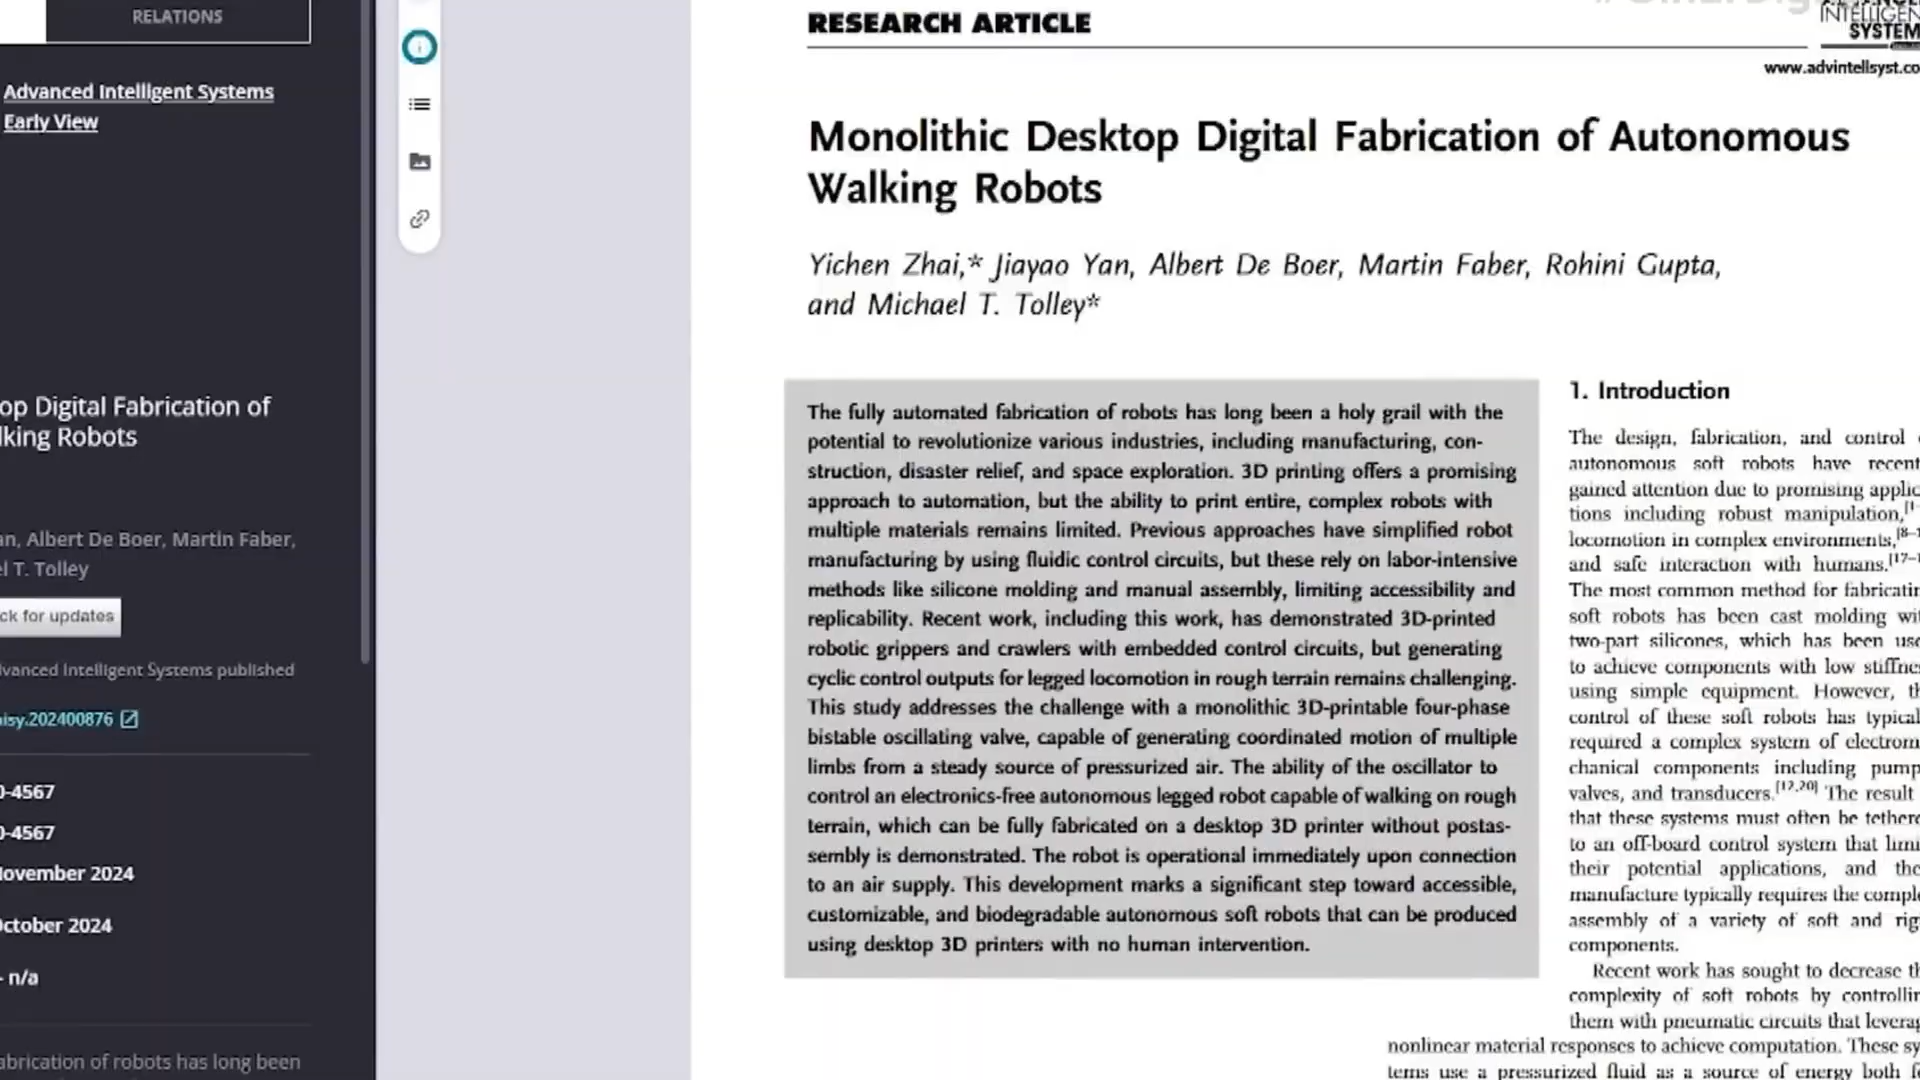 RELATIONS
Advanced Intelligent Systems
Early View
op Digital Fabrication of
lking Robots
an, Albert De Boer, Martin Faber,
el T. Tolley
ck for updates
dvanced Intelligent Systems published
aisy.202400876
0-4567
0-4567
November 2024
October 2024
- n/a
abrication of robots has long been
RESEARCH ARTICLE
INTELLIGEN
SYSTEM
www.advintellsyst.co
Monolithic Desktop Digital Fabrication of Autonomous
Walking Robots
Yichen Zhai,* Jiayao Yan, Albert De Boer, Martin Faber, Rohini Gupta,
and Michael T. Tolley*
The fully automated fabrication of robots has long been a holy grail with the
potential to revolutionize various industries, including manufacturing, con-
struction, disaster relief, and space exploration. 3D printing offers a promising
approach to automation, but the ability to print entire, complex robots with
multiple materials remains limited. Previous approaches have simplified robot
manufacturing by using fluidic control circuits, but these rely on labor-intensive
methods like silicone molding and manual assembly, limiting accessibility and
replicability. Recent work, including this work, has demonstrated 3D-printed
robotic grippers and crawlers with embedded control circuits, but generating
cyclic control outputs for legged locomotion in rough terrain remains challenging.
This study addresses the challenge with a monolithic 3D-printable four-phase
bistable oscillating valve, capable of generating coordinated motion of multiple
limbs from a steady source of pressurized air. The ability of the oscillator to
control an electronics-free autonomous legged robot capable of walking on rough
terrain, which can be fully fabricated on a desktop 3D printer without postas-
sembly is demonstrated. The robot is operational immediately upon connection
to an air supply. This development marks a significant step toward accessible,
customizable, and biodegradable autonomous soft robots that can be produced
using desktop 3D printers with no human intervention.
1. Introduction
The design, fabrication, and control
autonomous soft robots have recent
gained attention due to promising applic
tions including robust manipulation,[1
locomotion in complex environments,[8–1
and safe interaction with humans.[17–1
The most common method for fabricatin
soft robots has been cast molding wi
two-part silicones, which has been use
to achieve components with low stiffne
using simple equipment. However, th
control of these soft robots has typical
required a complex system of electrom
chanical components including pump
valves, and transducers.[12,20] The result
that these systems must often be tethere
to an off-board control system that limi
their potential applications, and the
manufacture typically requires the comple
assembly of a variety of soft and rig
components.
Recent work has sought to decrease th
complexity of soft robots by controllin
them with pneumatic circuits that leverag
nonlinear material responses to achieve computation. These sy
tems use a pressurized fluid as a source of energy both f